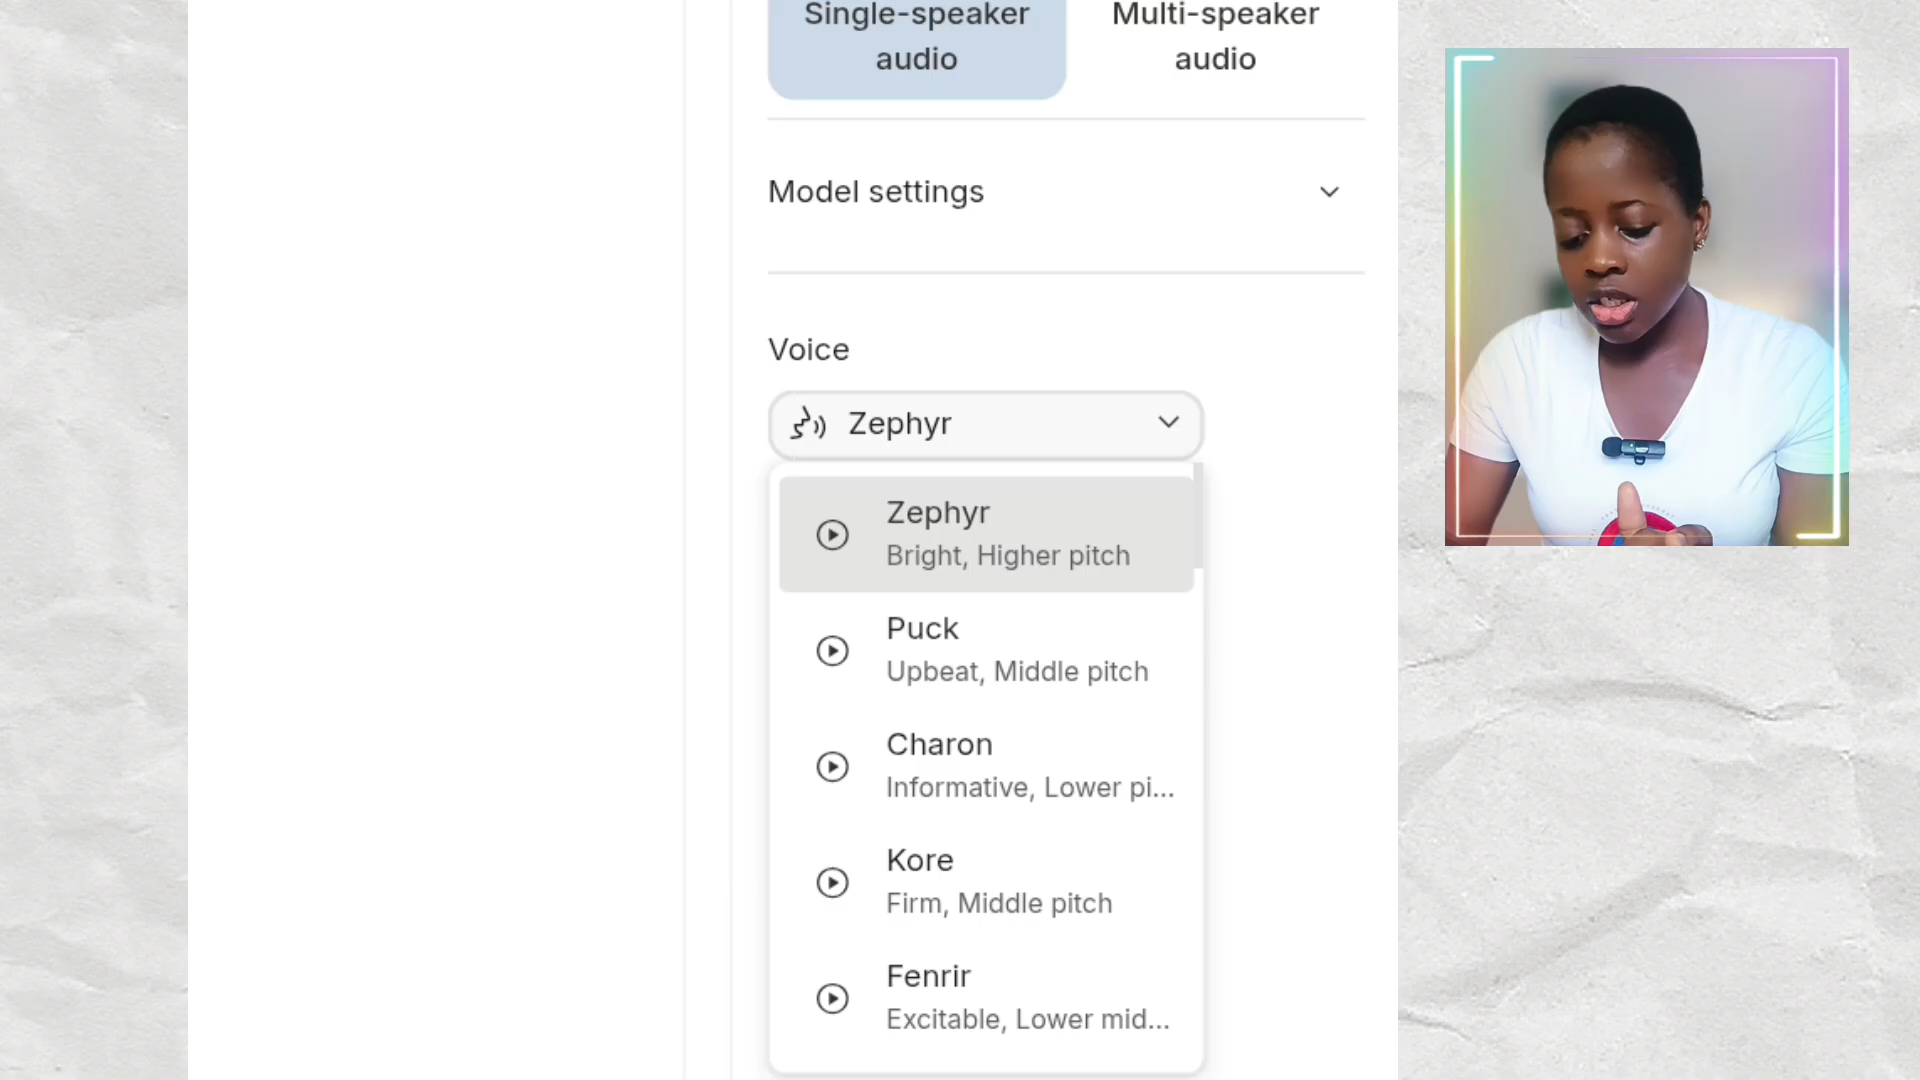 Single-speaker
audio
Multi-speaker
audio
Model settings
Voice
Zephyr
Zephyr
Bright, Higher pitch
Puck
Upbeat, Middle pitch
Charon
Informative, Lower pi...
Kore
Firm, Middle pitch
Fenrir
Excitable, Lower mid...